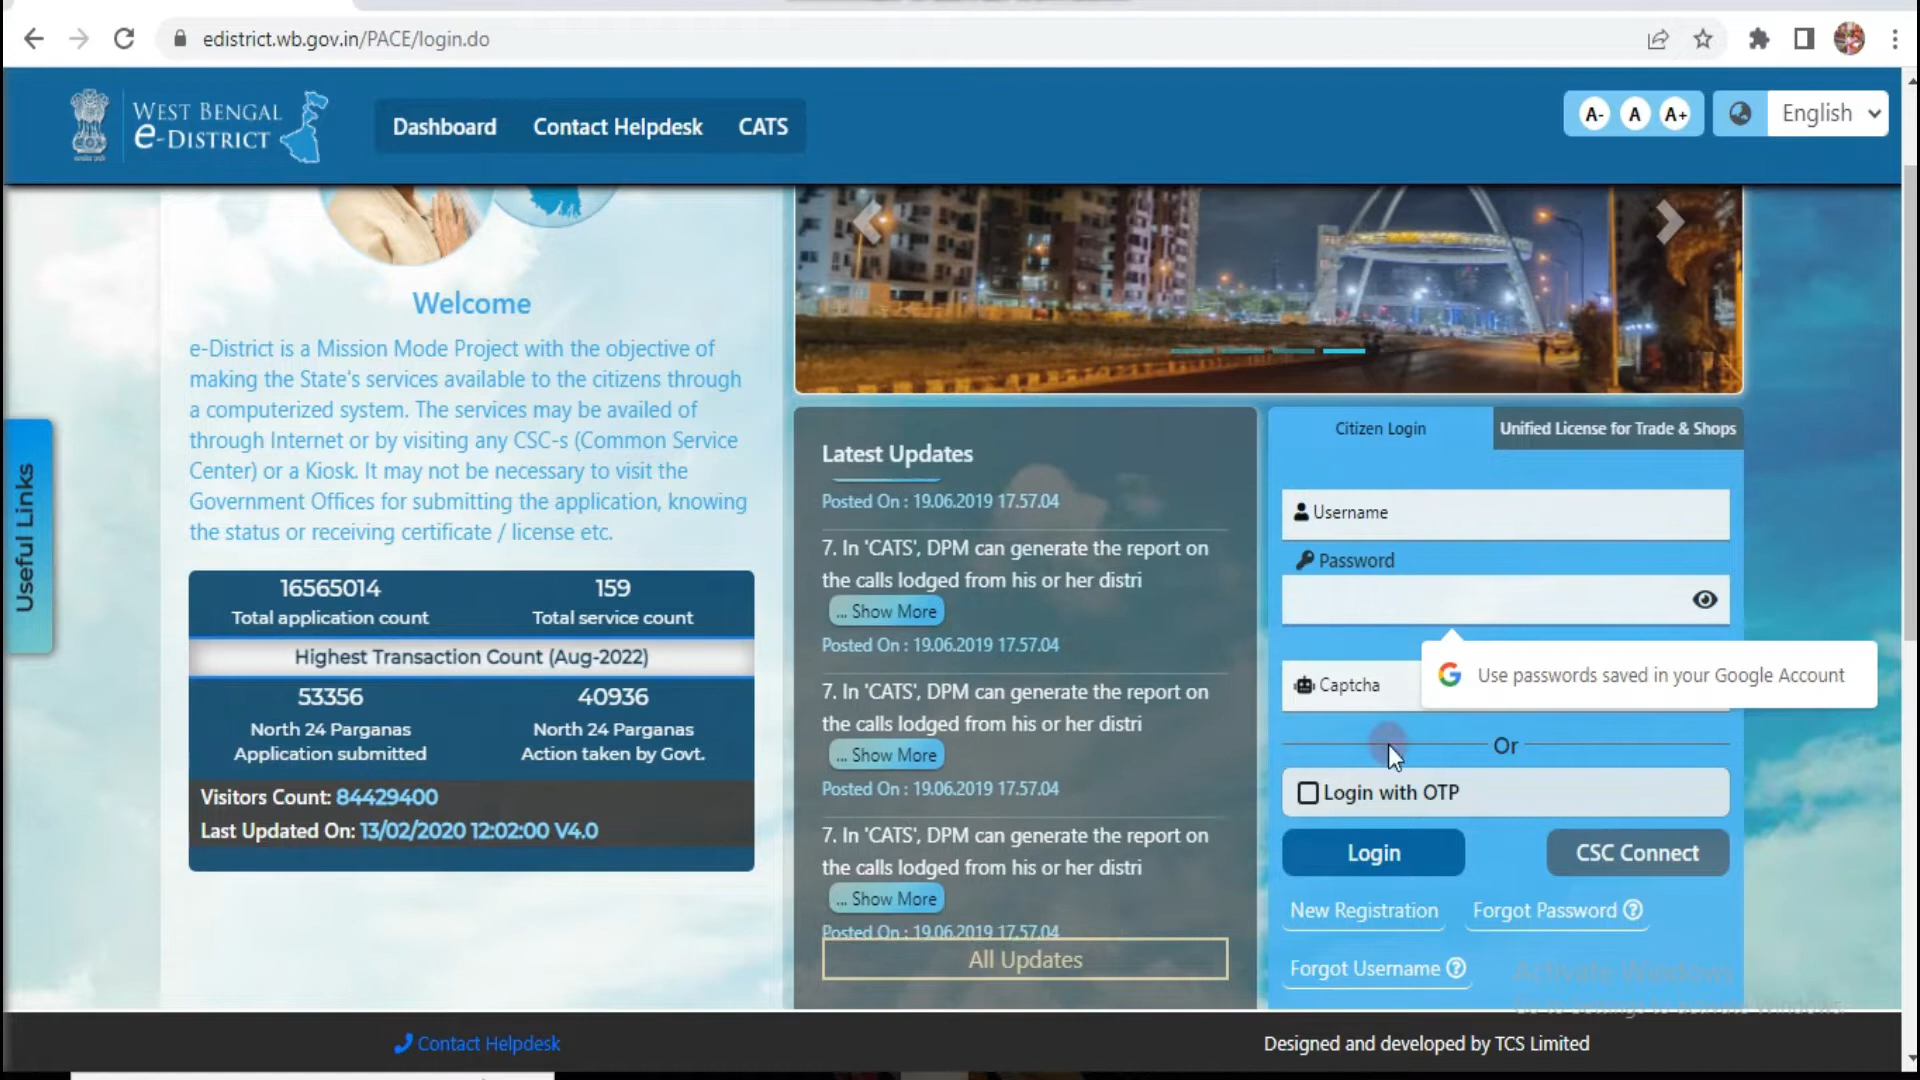 edistrict.wb.gov.in/PACE/login.do
WEST BENGAL
e-DISTRICT
Dashboard
Contact Helpdesk
CATS
A-
A
A+
English
Welcome
e-District is a Mission Mode Project with the objective of
making the State's services available to the citizens through
a computerized system. The services may be availed of
through Internet or by visiting any CSC-s (Common Service
Center) or a Kiosk. It may not be necessary to visit the
Government Offices for submitting the application, knowing
the status or receiving certificate / license etc.
Useful Links
16565014
Total application count
159
Total service count
Highest Transaction Count (Aug-2022)
53356
North 24 Parganas
Application submitted
40936
North 24 Parganas
Action taken by Govt.
Visitors Count: 84429400
Last Updated On: 13/02/2020 12:02:00 V4.0
Latest Updates
Posted On : 19.06.2019 17.57.04
7. In 'CATS', DPM can generate the report on
the calls lodged from his or her distri
... Show More
Posted On : 19.06.2019 17.57.04
7. In 'CATS', DPM can generate the report on
the calls lodged from his or her distri
... Show More
Posted On : 19.06.2019 17.57.04
7. In 'CATS', DPM can generate the report on
the calls lodged from his or her distri
... Show More
Posted On : 19.06.2019 17.57.04
All Updates
Citizen Login
Unified License for Trade & Shops
Username
Password
Use passwords saved in your Google Account
Captcha
Or
Login with OTP
Login
CSC Connect
New Registration
Forgot Password
Forgot Username
Activate Windows
Go to Settings to activate Windows.
Contact Helpdesk
Designed and developed by TCS Limited